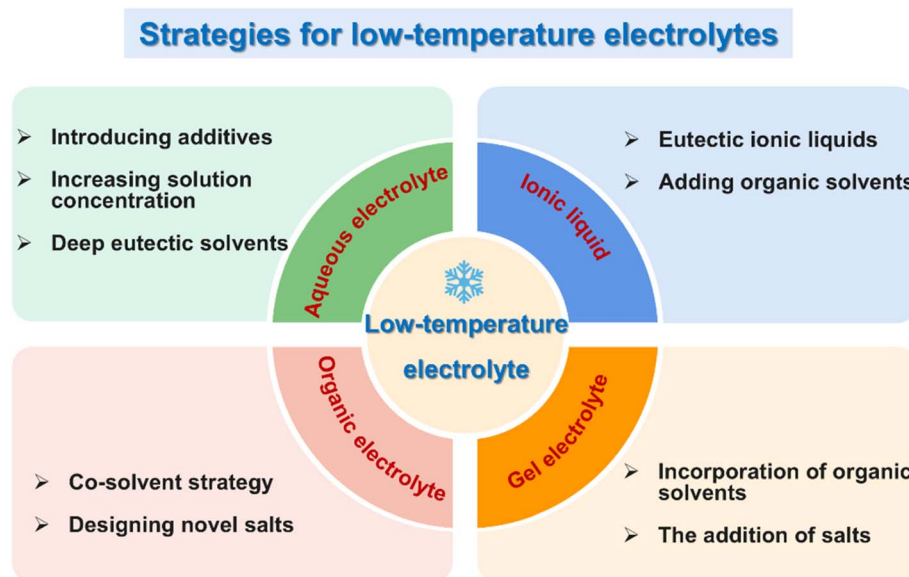 Strategies for low-temperature electrolytes
➢ Introducing additives
➢ Increasing solution
concentration
➢ Deep eutectic solvents
Aqueous electrolyte
Ionic liquid
➢ Eutectic ionic liquids
➢ Adding organic solvents
Low-temperature
electrolyte
Organic electrolyte
➢ Co-solvent strategy
➢ Designing novel salts
Gel electrolyte
➢ Incorporation of organic
solvents
➢ The addition of salts